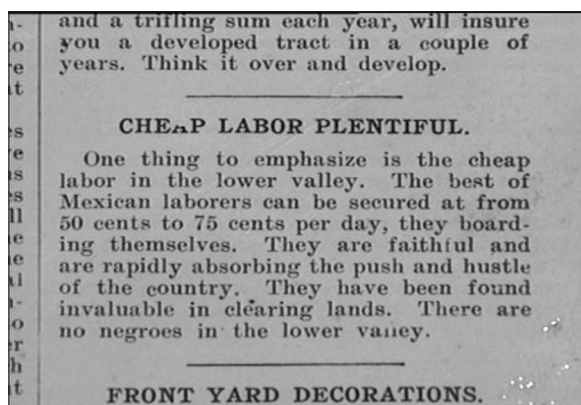 and a trifling sum each year, will insure
you a developed tract in a couple of
years. Think it over and develop.
CHEAP LABOR PLENTIFUL.
One thing to emphasize is the cheap
labor in the lower valley. The best of
Mexican laborers can be secured at from
50 cents to 75 cents per day, they board-
ing themselves. They are faithful and
are rapidly absorbing the push and hustle
of the country. They have been found
invaluable in clearing lands. There are
no negroes in the lower valley.
FRONT YARD DECORATIONS.